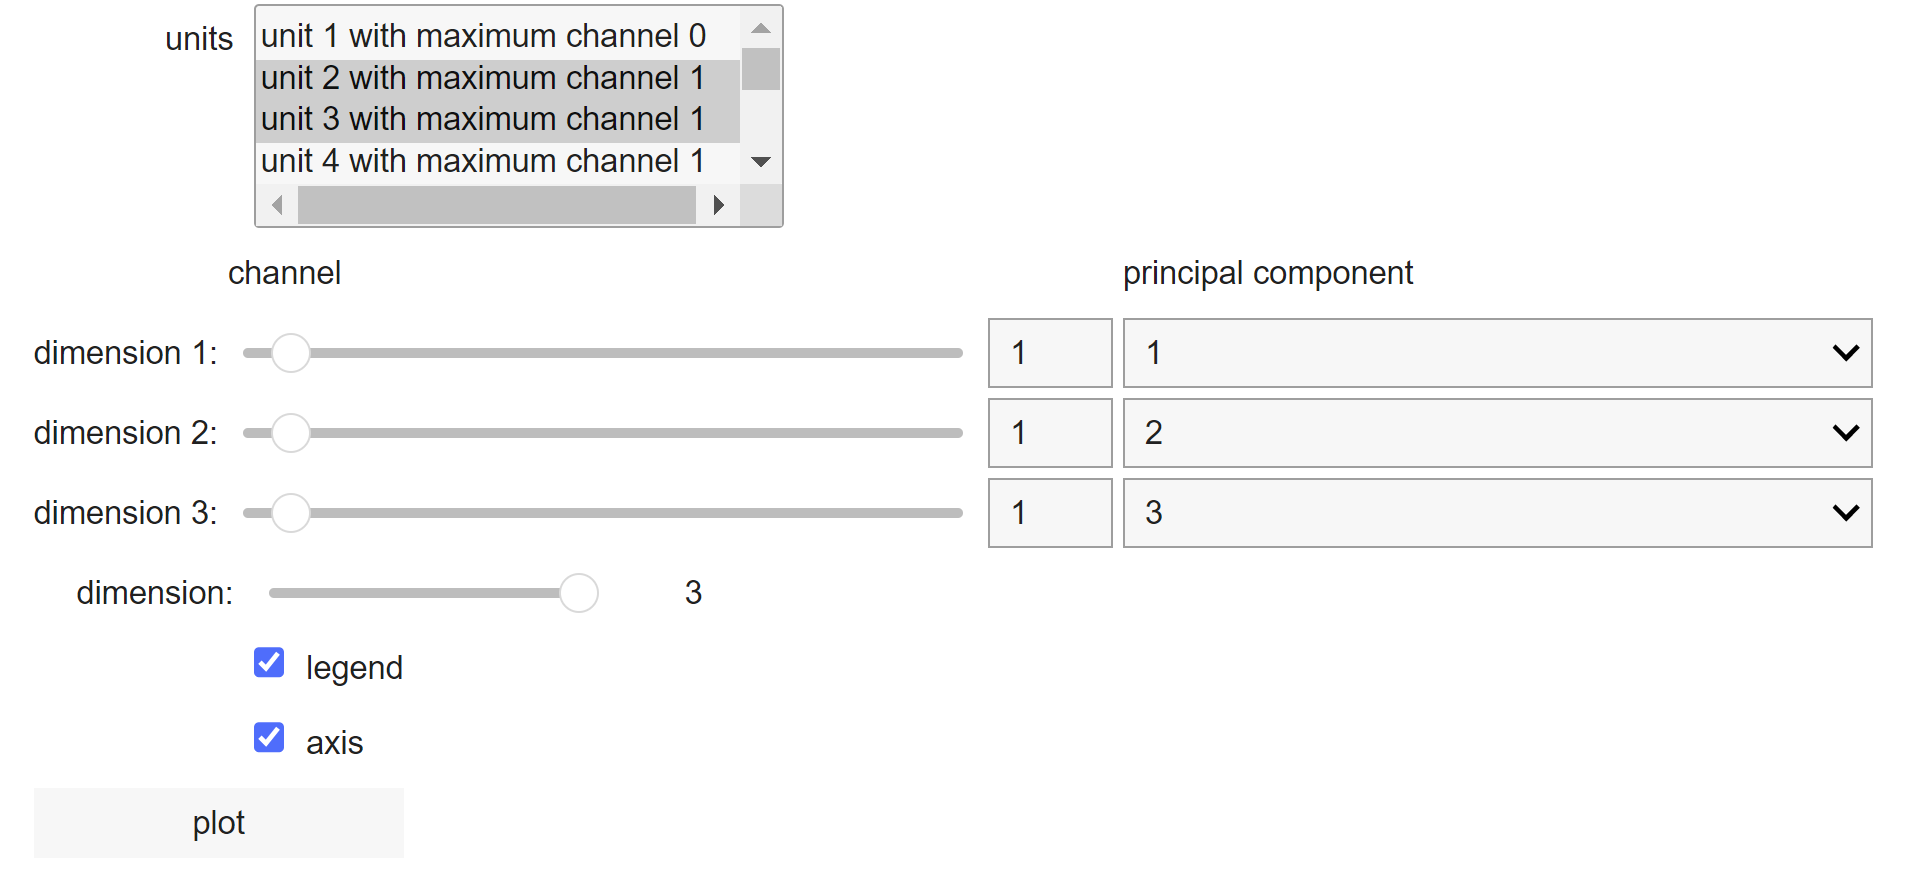 units
unit 1 with maximum channel 0
unit 2 with maximum channel 1
unit 3 with maximum channel 1
unit 4 with maximum channel 1
channel principal component
dimension 1: 1 1
dimension 2: 1 2
dimension 3: 1 3
dimension: 3
legend
axis
plot